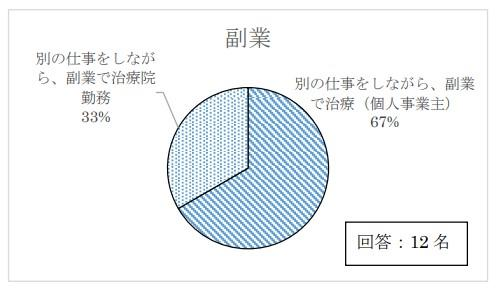 副業
別の仕事をしなが
ら、副業で治療院
勤務
33%
別の仕事をしながら、副業
で治療（個人事業主）
67%
回答：12 名